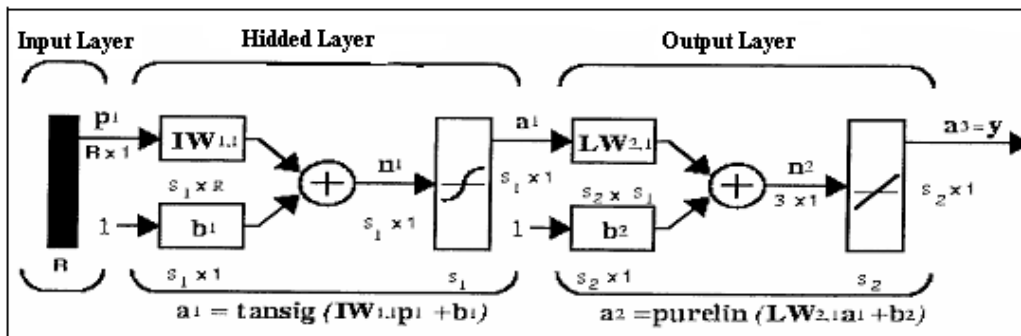 Input Layer
Hidded Layer
Output Layer
p1
R x 1
IW1,1
S1 x R
1
b1
S1 x 1
R
n1
S1 x 1
S1
a1
S1 x 1
LW2,1
S2 x S1
1
b2
S2 x 1
n2
3 x 1
S2
a3 = y
S2 x 1
a1 = tansig (IW1,1p1 +b1)
a2 =purelin (LW2,1a1 +b2)